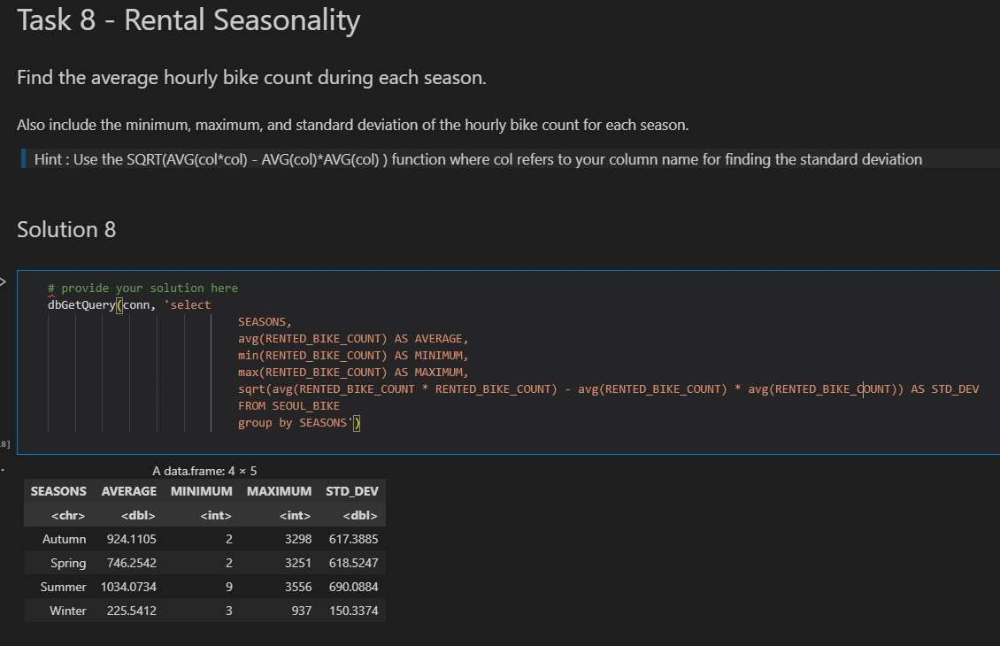 Task 8 - Rental Seasonality
Find the average hourly bike count during each season.
Also include the minimum, maximum, and standard deviation of the hourly bike count for each season.
Hint : Use the SQRT(AVG(col*col) - AVG(col)*AVG(col) ) function where col refers to your column name for finding the standard deviation
Solution 8
# provide your solution here
dbGetQuery(conn, 'select
SEASONS,
avg(RENTED_BIKE_COUNT) AS AVERAGE,
min(RENTED_BIKE_COUNT) AS MINIMUM,
max(RENTED_BIKE_COUNT) AS MAXIMUM,
sqrt(avg(RENTED_BIKE_COUNT * RENTED_BIKE_COUNT) - avg(RENTED_BIKE_COUNT) * avg(RENTED_BIKE_COUNT)) AS STD_DEV
FROM SEOUL_BIKE
group by SEASONS')
8]
A data.frame: 4 × 5
SEASONS AVERAGE MINIMUM MAXIMUM STD_DEV
<chr> <dbl> <int> <int> <dbl>
Autumn 924.1105 2 3298 617.3885
Spring 746.2542 2 3251 618.5247
Summer 1034.0734 9 3556 690.0884
Winter 225.5412 3 937 150.3374